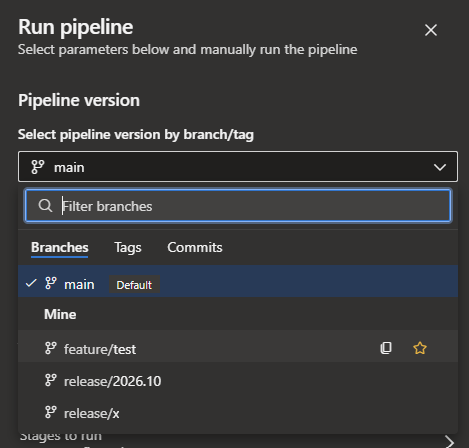 Run pipeline
Select parameters below and manually run the pipeline
Pipeline version
Select pipeline version by branch/tag
main
Filter branches
Branches Tags Commits
main Default
Mine
feature/test
release/2026.10
release/x
Stages to run